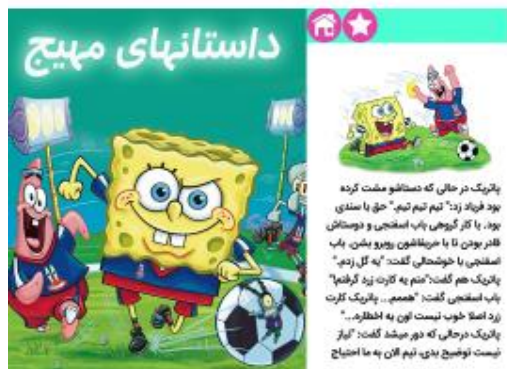 داستانهای مهیج
پاتریک در حالی که دستاشو مشت کرده
بود فریاد زد:" تیم تیم تیم." حق با سندی
بود. با کار گروهی باب اسفنجی و دوستاش
قادر بودن تا با حریفاشون روبرو بشن. باب
اسفنجی با خوشحالی گفت: "یه گل زدم."
پاتریک هم گفت:"منم یه کارت زرد گرفتم!"
باب اسفنجی گفت: "هممم... پاتریک کارت
زرد اصلا خوب نیست اون یه اخطاره..."
پاتریک درحالی که دور میشد گفت: "نیاز
نیست توضیح بدی، تیم الان به ما احتیاج